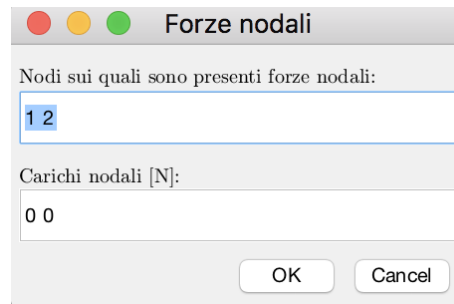 Forze nodali
Nodi sui quali sono presenti forze nodali:
1 2
Carichi nodali [N]:
0 0
OK Cancel